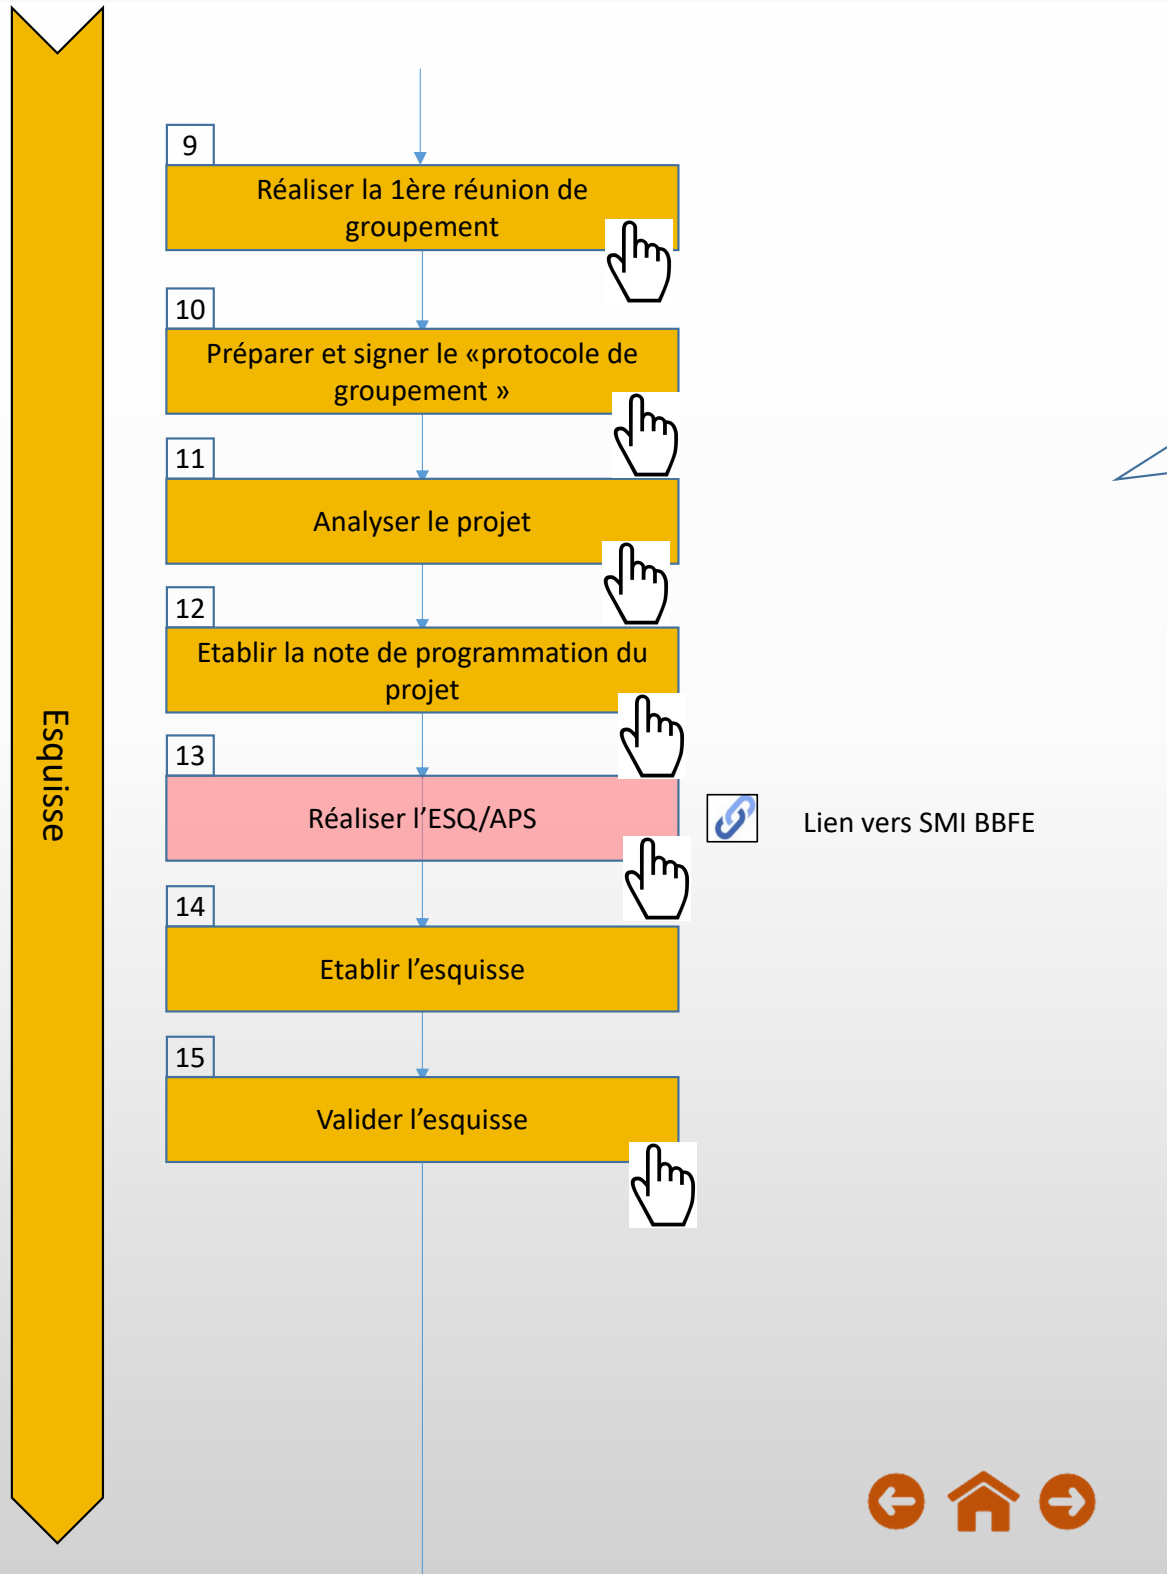 9
Réaliser la 1ère réunion de
groupement
10
Préparer et signer le «protocole de
groupement »
11
Analyser le projet
12
Etablir la note de programmation du
projet
13
Réaliser l'ESQ/APS
Lien vers SMI BBFE
14
Etablir l'esquisse
15
Valider l'esquisse
Esquisse